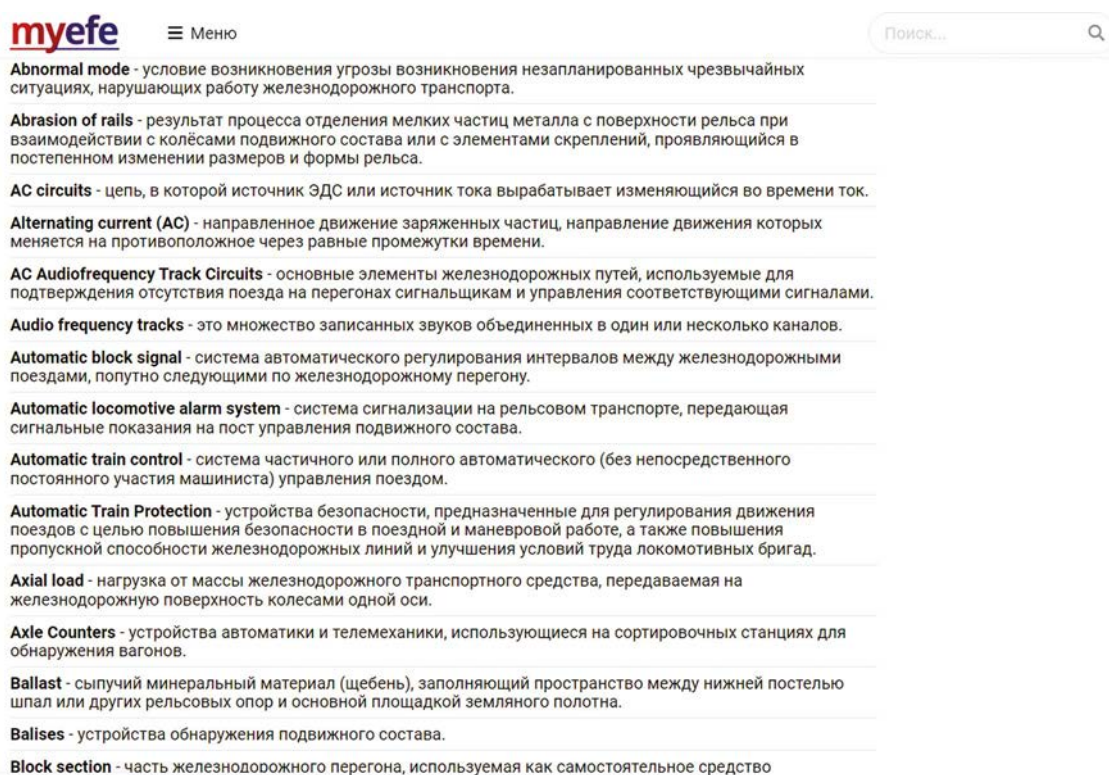 myefe
Меню
Поиск...
Abnormal mode - условие возникновения угрозы возникновения незапланированных чрезвычайных
ситуациях, нарушающих работу железнодорожного транспорта.
Abrasion of rails - результат процесса отделения мелких частиц металла с поверхности рельса при
взаимодействии с колёсами подвижного состава или с элементами скреплений, проявляющийся в
постепенном изменении размеров и формы рельса.
AC circuits - цепь, в которой источник ЭДС или источник тока вырабатывает изменяющийся во времени ток.
Alternating current (AC) - направленное движение заряженных частиц, направление движения которых
меняется на противоположное через равные промежутки времени.
AC Audiofrequency Track Circuits - основные элементы железнодорожных путей, используемые для
подтверждения отсутствия поезда на перегонах сигнальщикам и управления соответствующими сигналами.
Audio frequency tracks - это множество записанных звуков объединенных в один или несколько каналов.
Automatic block signal - система автоматического регулирования интервалов между железнодорожными
поездами, попутно следующими по железнодорожному перегону.
Automatic locomotive alarm system - система сигнализации на рельсовом транспорте, передающая
сигнальные показания на пост управления подвижного состава.
Automatic train control - система частичного или полного автоматического (без непосредственного
постоянного участия машиниста) управления поездом.
Automatic Train Protection - устройства безопасности, предназначенные для регулирования движения
поездов с целью повышения безопасности в поездной и маневровой работе, а также повышения
пропускной способности железнодорожных линий и улучшения условий труда локомотивных бригад.
Axial load - нагрузка от массы железнодорожного транспортного средства, передаваемая на
железнодорожную поверхность колесами одной оси.
Axle Counters - устройства автоматики и телемеханики, использующиеся на сортировочных станциях для
обнаружения вагонов.
Ballast - сыпучий минеральный материал (щебень), заполняющий пространство между нижней постелью
шпал или других рельсовых опор и основной площадкой земляного полотна.
Balises - устройства обнаружения подвижного состава.
Block section - часть железнодорожного перегона, используемая как самостоятельное средство